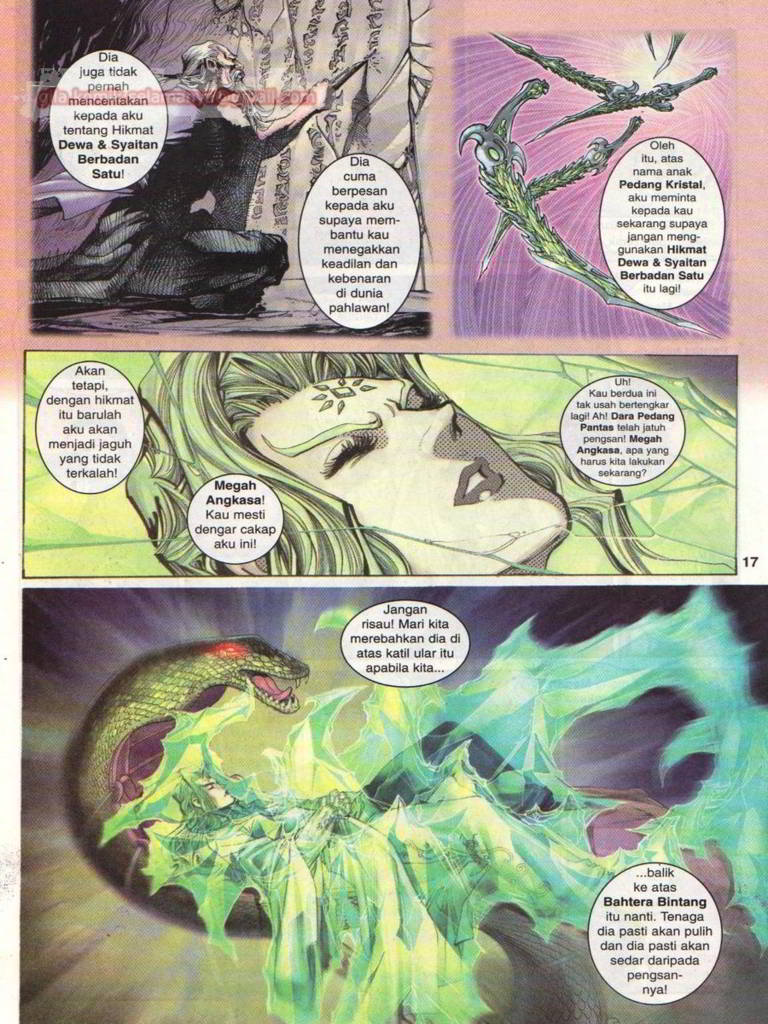 Dia
juga tidak
pernah
menceritakan
kepada aku
tentang Hikmat
Dewa & Syaitan
Berbadan
Satu!
Dia
cuma
berpesan
kepada aku
supaya mem-
bantu kau
menegakkan
keadilan dan
kebenaran
di dunia
pahlawan!
Oleh
itu, atas
nama anak
Pedang Kristal,
aku meminta
kepada kau
sekarang supaya
jangan meng-
gunakan Hikmat
Dewa & Syaitan
Berbadan Satu
itu lagi!
Akan
tetapi,
dengan hikmat
itu barulah
aku akan
menjadi jaguh
yang tidak
terkalah!
Megah
Angkasa!
Kau mesti
dengar cakap
aku ini!
Uh!
Kau berdua ini
tak usah bertengkar
lagi! Ah! Dara Pedang
Pantas telah jatuh
pengsan! Megah
Angkasa, apa yang
harus kita lakukan
sekarang?
17
Jangan
risau! Mari kita
merebahkan dia di
atas katil ular itu
apabila kita...
...balik
ke atas
Bahtera Bintang
itu nanti. Tenaga
dia pasti akan pulih
dan dia pasti akan
sedar daripada
pengsan-
nya!